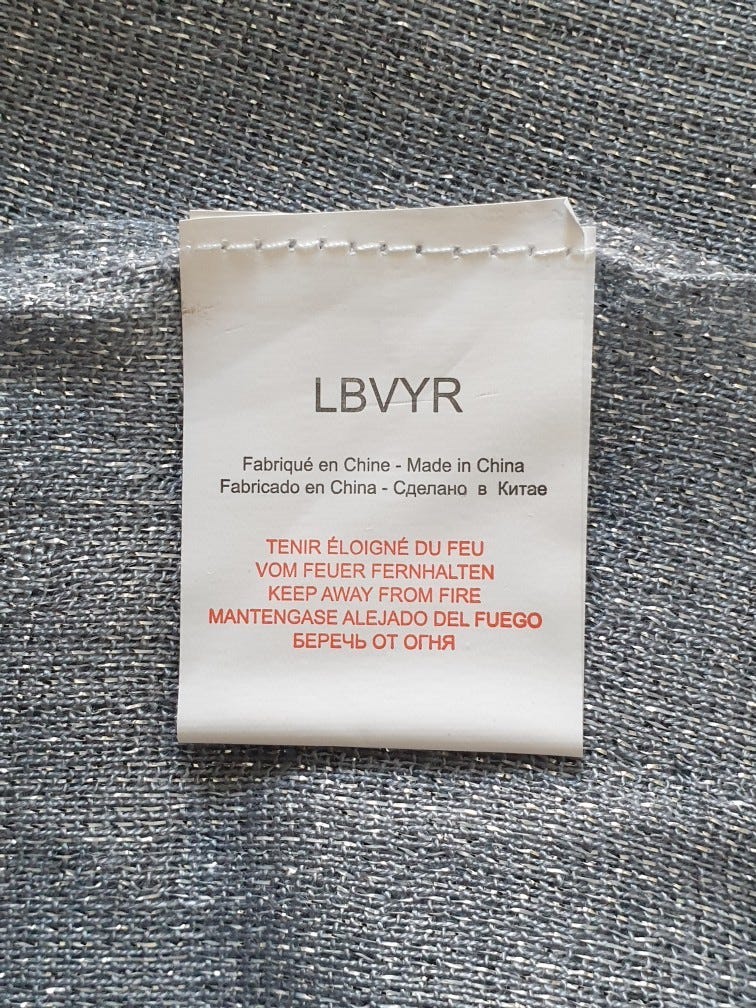 LBVYR
Fabriqué en Chine - Made in China
Fabricado en China - Сделано в Китае
TENIR ÉLOIGNÉ DU FEU
VOM FEUER FERNHALTEN
KEEP AWAY FROM FIRE
MANTENGASE ALEJADO DEL FUEGO
БЕРЕЧЬ ОТ ОГНЯ